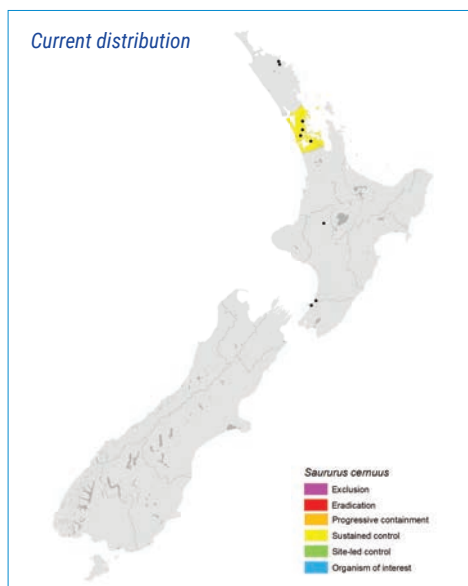 Current distribution
Saururus cernuus
Exclusion
Eradication
Progressive containment
Sustained control
Site-led control
Organism of interest